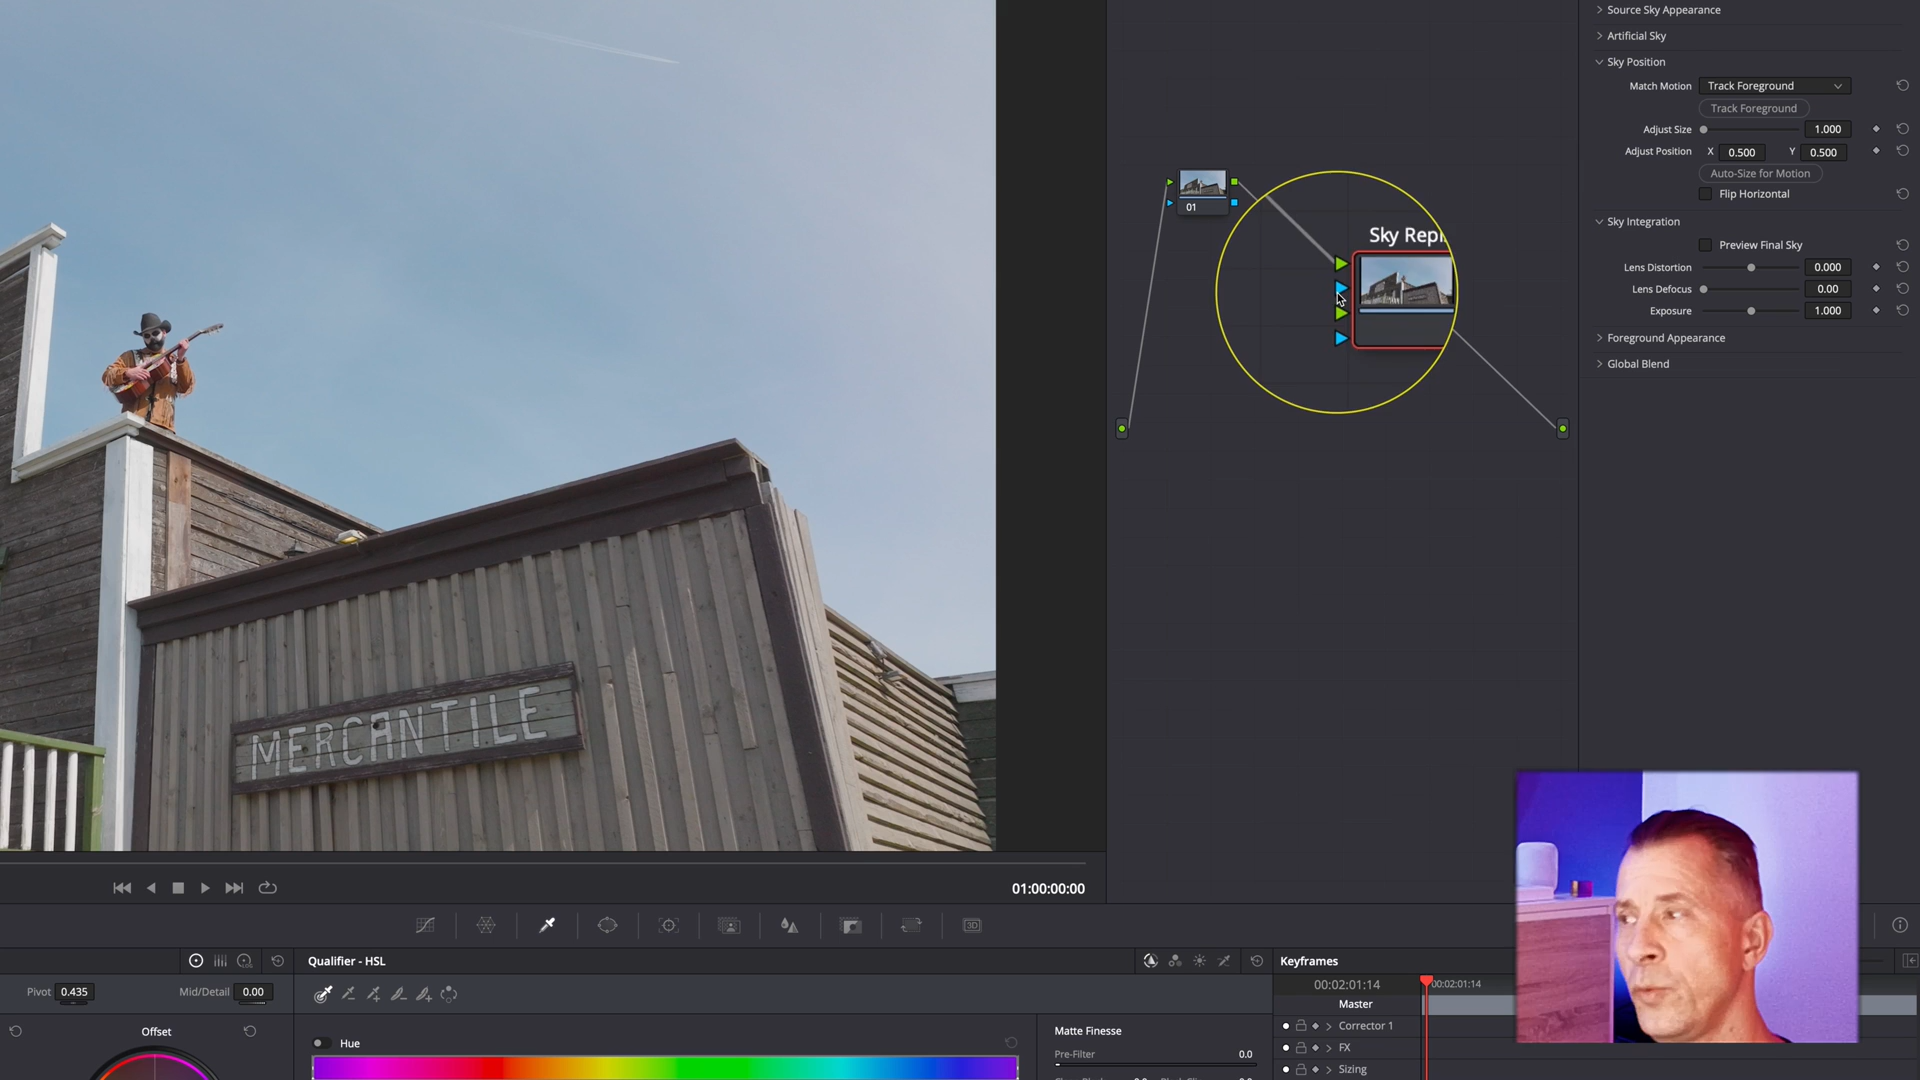 Source Sky Appearance
Artificial Sky
Sky Position
Match Motion Track Foreground
Track Foreground
Adjust Size 1.000
Adjust Position X 0.500 Y 0.500
Auto-Size for Motion
Flip Horizontal
Sky Integration
Preview Final Sky
Lens Distortion 0.000
Lens Defocus 0.00
Exposure 1.000
Foreground Appearance
Global Blend
01
Sky Repl
MERCANTILE
01:00:00:00
3D
Qualifier - HSL
Keyframes
Pivot 0.435 Mid/Detail 0.00
00:02:01:14 00:02:01:14
Master
Offset
Matte Finesse
Corrector 1
Hue
Pre-Filter 0.0
FX
Sizing